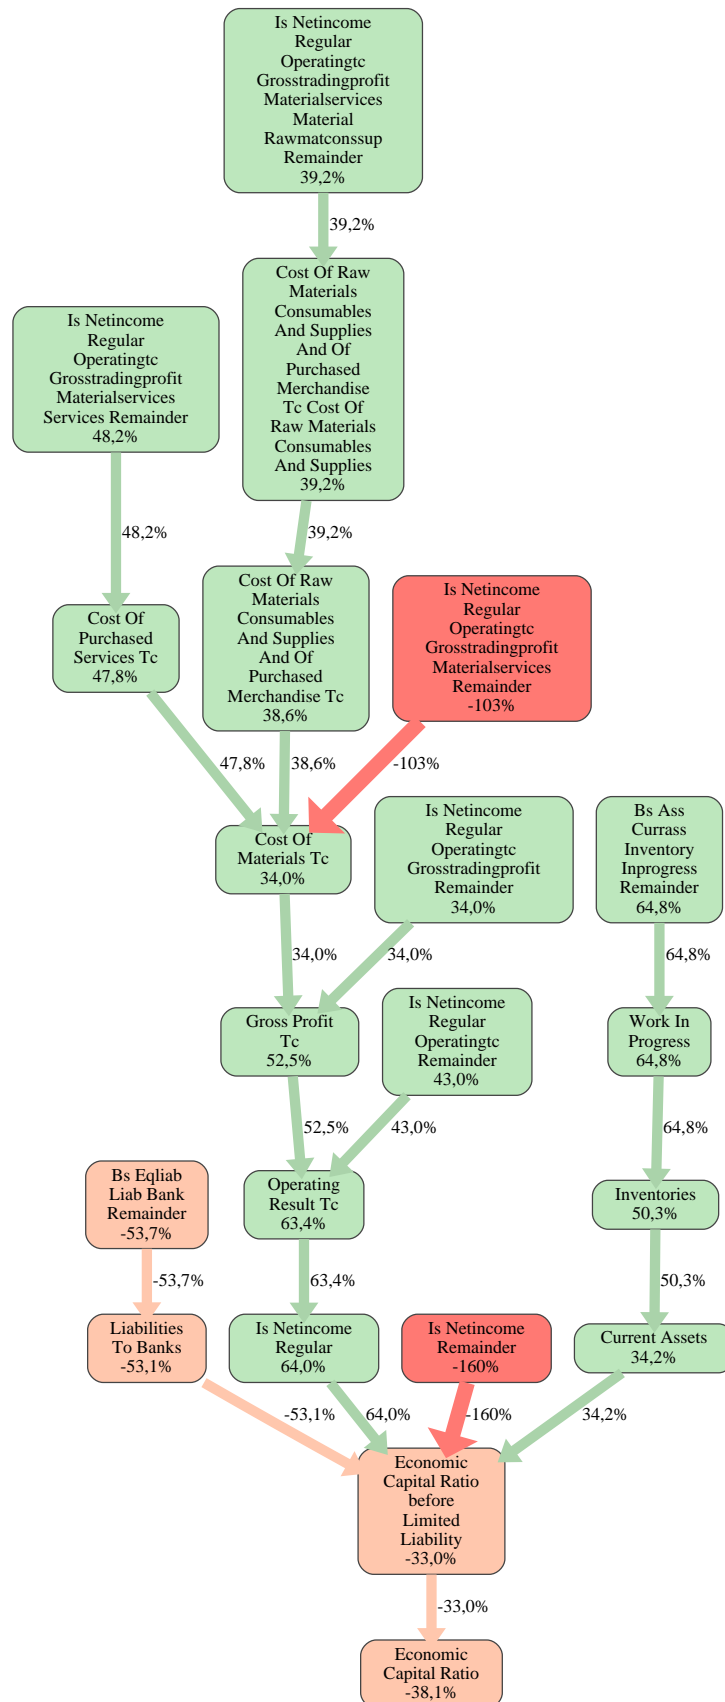 Is Netincome
Regular
Operatingtc
Grosstradingprofit
Materialservices
Material
Rawmatconssup
Remainder
39,2%
39,2%
Cost Of Raw
Materials
Consumables
And Supplies
And Of
Purchased
Merchandise
Tc Cost Of
Raw Materials
Consumables
And Supplies
39,2%
Is Netincome
Regular
Operatingtc
Grosstradingprofit
Materialservices
Services Remainder
48,2%
48,2%
39,2%
Cost Of
Purchased
Services Tc
47,8%
Cost Of Raw
Materials
Consumables
And Supplies
And Of
Purchased
Merchandise Tc
38,6%
Is Netincome
Regular
Operatingtc
Grosstradingprofit
Materialservices
Remainder
-103%
47,8%
38,6%
-103%
Cost Of
Materials Tc
34,0%
Is Netincome
Regular
Operatingtc
Grosstradingprofit
Remainder
34,0%
Bs Ass
Currass
Inventory
Inprogress
Remainder
64,8%
34,0%
34,0%
64,8%
Gross Profit
Tc
52,5%
Is Netincome
Regular
Operatingtc
Remainder
43,0%
Work In
Progress
64,8%
52,5%
43,0%
64,8%
Bs Eqliab
Liab Bank
Remainder
-53,7%
Operating
Result Tc
63,4%
Inventories
50,3%
-53,7%
63,4%
50,3%
Liabilities
To Banks
-53,1%
Is Netincome
Regular
64,0%
Is Netincome
Remainder
-160%
Current Assets
34,2%
-53,1%
64,0%
-160%
34,2%
Economic
Capital Ratio
before
Limited
Liability
-33,0%
-33,0%
Economic
Capital Ratio
-38,1%